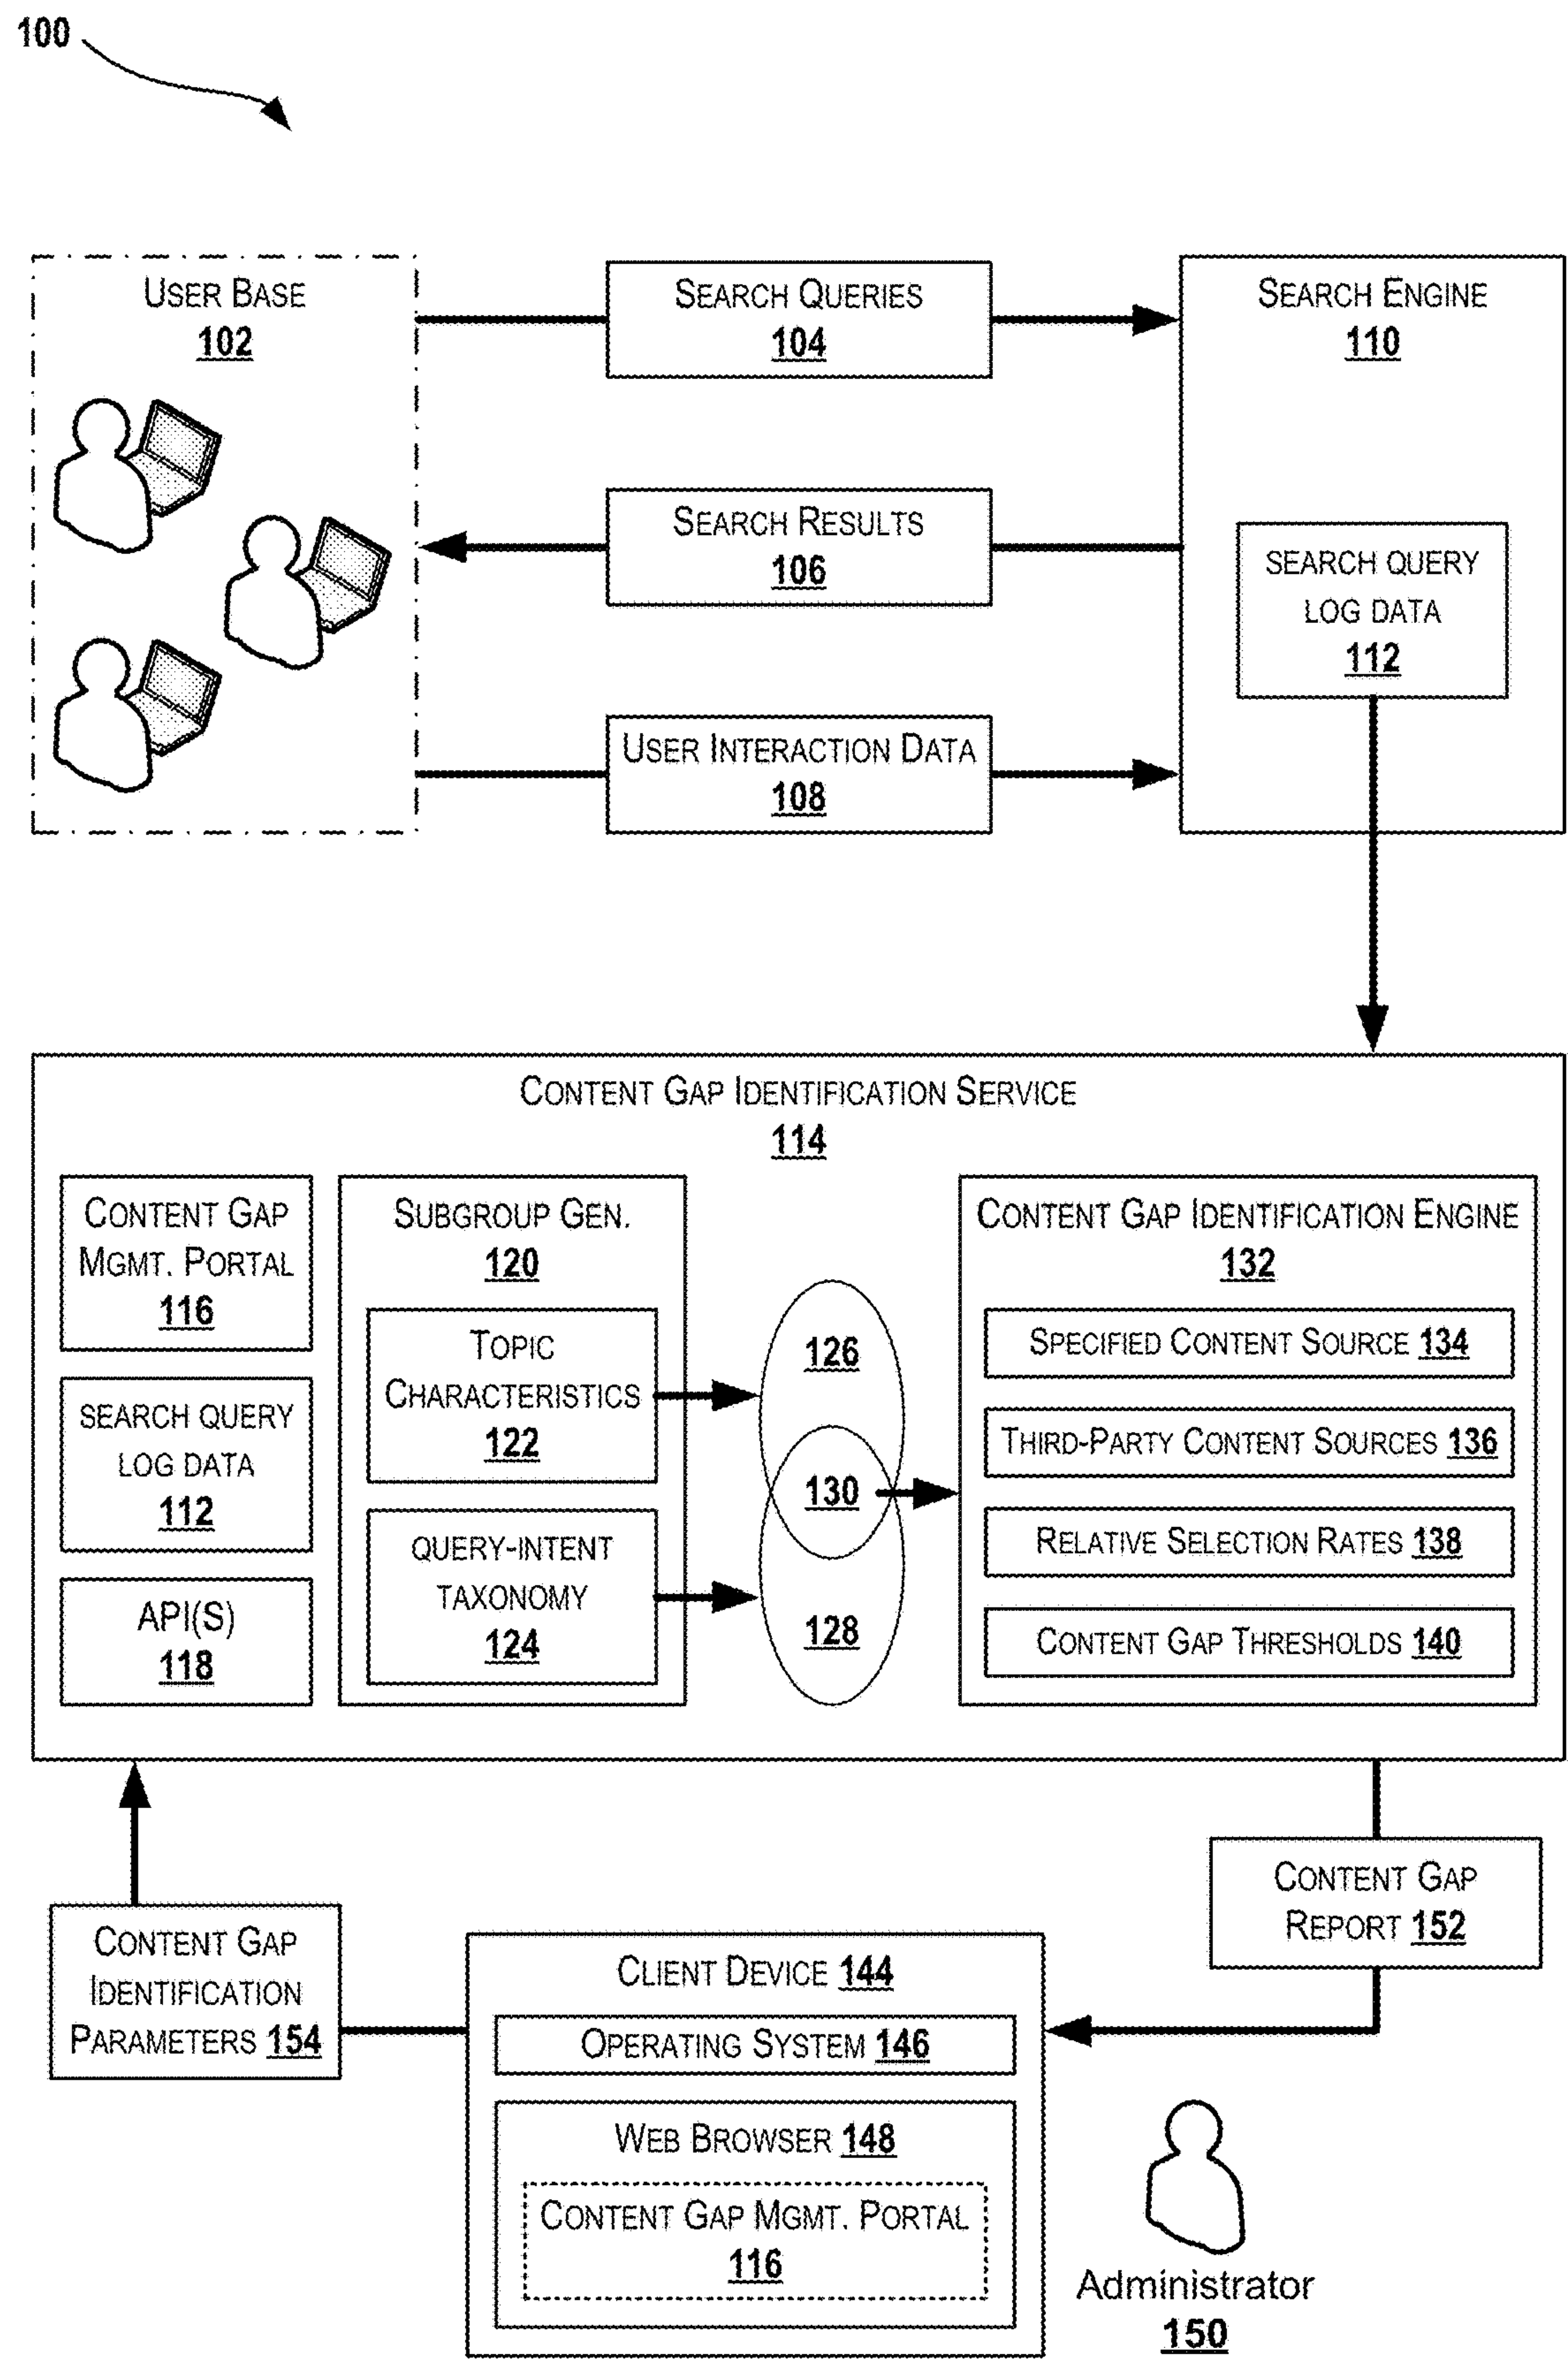 100
USER BASE
102
SEARCH QUERIES
104
SEARCH ENGINE
110
SEARCH RESULTS
106
SEARCH QUERY
LOG DATA
112
USER INTERACTION DATA
108
CONTENT GAP IDENTIFICATION SERVICE
114
CONTENT GAP
MGMT. PORTAL
116
SEARCH QUERY
LOG DATA
112
API(S)
118
SUBGROUP GEN.
120
TOPIC
CHARACTERISTICS
122
QUERY-INTENT
TAXONOMY
124
126
130
128
CONTENT GAP IDENTIFICATION ENGINE
132
SPECIFIED CONTENT SOURCE 134
THIRD-PARTY CONTENT SOURCES 136
RELATIVE SELECTION RATES 138
CONTENT GAP THRESHOLDS 140
CONTENT GAP
REPORT 152
CONTENT GAP
IDENTIFICATION
PARAMETERS 154
CLIENT DEVICE 144
OPERATING SYSTEM 146
WEB BROWSER 148
CONTENT GAP MGMT. PORTAL
116
Administrator
150